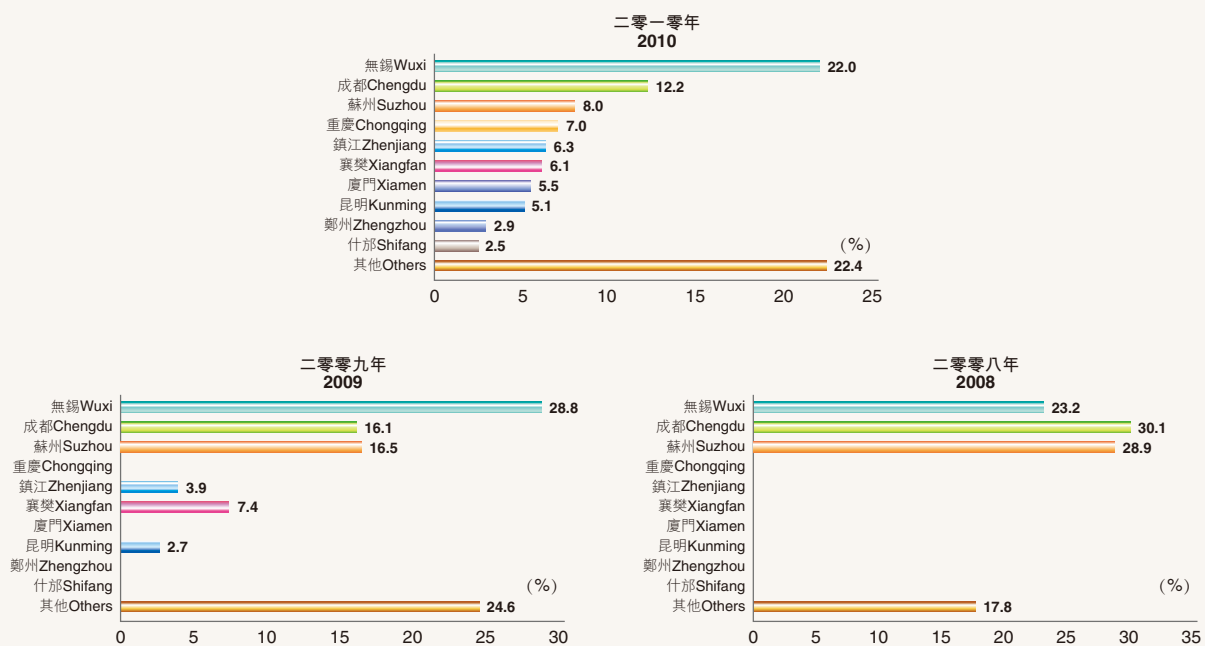 二零一零年
2010
無錫Wuxi 22.0
成都Chengdu 12.2
蘇州Suzhou 8.0
重慶Chongqing 7.0
鎮江Zhenjiang 6.3
襄樊Xiangfan 6.1
廈門Xiamen 5.5
昆明Kunming 5.1
鄭州Zhengzhou 2.9
什邡Shifang 2.5 (%)
其他Others 22.4
0 5 10 15 20 25
二零零九年
2009
無錫Wuxi 28.8
成都Chengdu 16.1
蘇州Suzhou 16.5
重慶Chongqing
鎮江Zhenjiang 3.9
襄樊Xiangfan 7.4
廈門Xiamen
昆明Kunming 2.7
鄭州Zhengzhou
什邡Shifang (%)
其他Others 24.6
0 5 10 15 20 25 30
二零零八年
2008
無錫Wuxi 23.2
成都Chengdu 30.1
蘇州Suzhou 28.9
重慶Chongqing
鎮江Zhenjiang
襄樊Xiangfan
廈門Xiamen
昆明Kunming
鄭州Zhengzhou
什邡Shifang (%)
其他Others 17.8
0 5 10 15 20 25 30 35